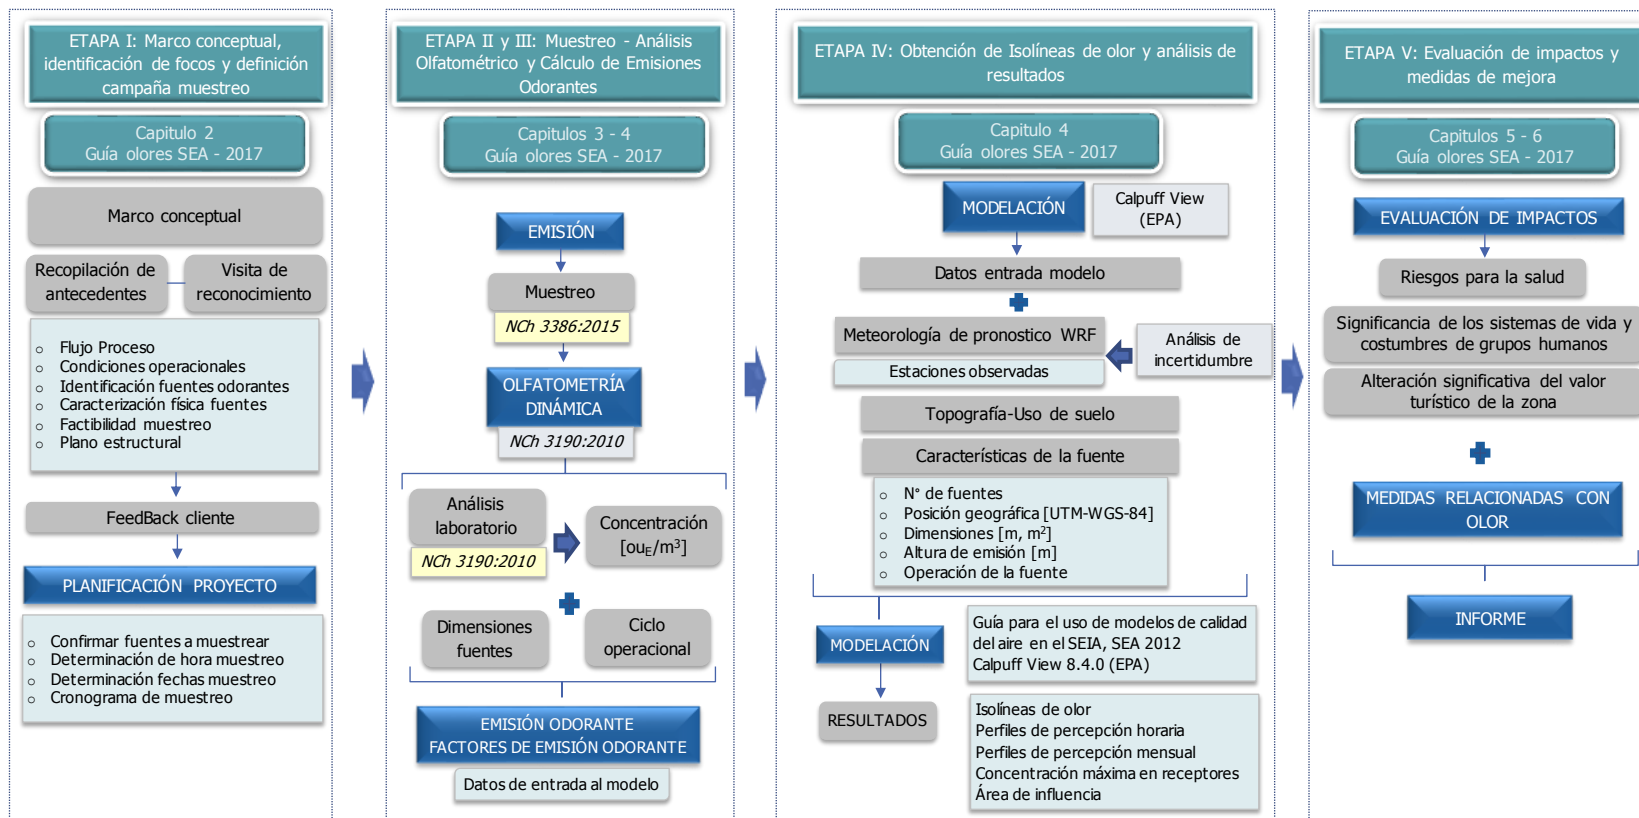 ETAPA I: Marco conceptual,
identificación de focos y definición
campaña muestreo
Capitulo 2
Guía olores SEA - 2017
Marco conceptual
Recopilación de
antecedentes
Visita de
reconocimiento
o Flujo Proceso
o Condiciones operacionales
o Identificación fuentes odorantes
o Caracterización física fuentes
o Factibilidad muestreo
o Plano estructural
FeedBack cliente
PLANIFICACIÓN PROYECTO
o Confirmar fuentes a muestrear
o Determinación de hora muestreo
o Determinación fechas muestreo
o Cronograma de muestreo
ETAPA II y III: Muestreo - Análisis
Olfatométrico y Cálculo de Emisiones
Odorantes
Capitulos 3 - 4
Guía olores SEA - 2017
EMISIÓN
Muestreo
NCh 3386:2015
OLFATOMETRÍA
DINÁMICA
NCh 3190:2010
Análisis
laboratorio
NCh 3190:2010
Concentración
[ouE/m³]
Dimensiones
fuentes
Ciclo
operacional
EMISIÓN ODORANTE
FACTORES DE EMISIÓN ODORANTE
Datos de entrada al modelo
ETAPA IV: Obtención de Isolíneas de olor y análisis de
resultados
Capitulo 4
Guía olores SEA - 2017
MODELACIÓN
Calpuff View
(EPA)
Datos entrada modelo
Meteorología de pronostico WRF
Estaciones observadas
Análisis de
incertidumbre
Topografía-Uso de suelo
Características de la fuente
o N° de fuentes
o Posición geográfica [UTM-WGS-84]
o Dimensiones [m, m²]
o Altura de emisión [m]
o Operación de la fuente
MODELACIÓN
Guía para el uso de modelos de calidad
del aire en el SEIA, SEA 2012
Calpuff View 8.4.0 (EPA)
RESULTADOS
Isolíneas de olor
Perfiles de percepción horaria
Perfiles de percepción mensual
Concentración máxima en receptores
Área de influencia
ETAPA V: Evaluación de impactos y
medidas de mejora
Capitulos 5 - 6
Guía olores SEA - 2017
EVALUACIÓN DE IMPACTOS
Riesgos para la salud
Significancia de los sistemas de vida y
costumbres de grupos humanos
Alteración significativa del valor
turístico de la zona
MEDIDAS RELACIONADAS CON
OLOR
INFORME